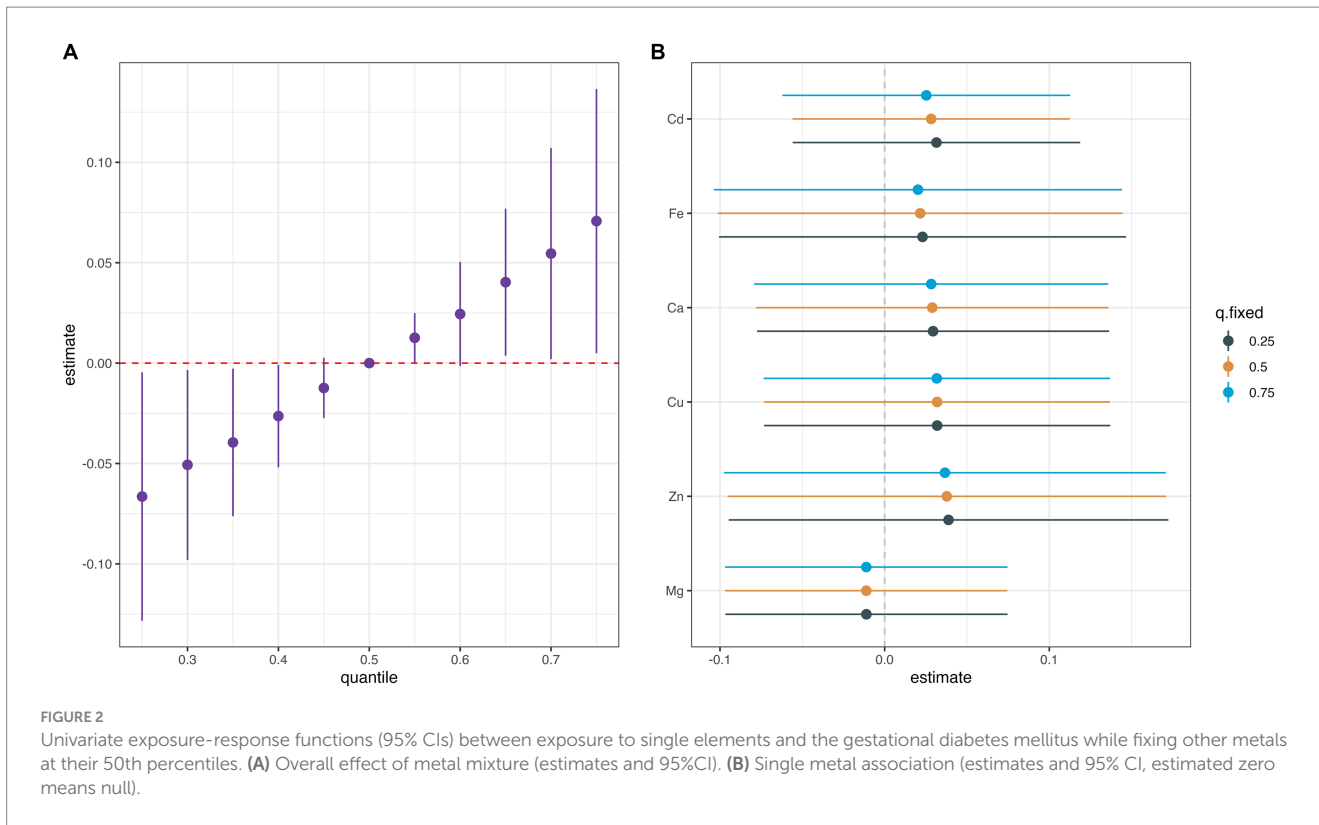 A
B
0.10
0.05
0.00
-0.05
-0.10
estimate
0.3
0.4
0.5
0.6
0.7
quantile
Cd
Fe
Ca
Cu
Zn
Mg
-0.1
0.0
0.1
estimate
q.fixed
0.25
0.5
0.75
FIGURE 2
Univariate exposure-response functions (95% CIs) between exposure to single elements and the gestational diabetes mellitus while fixing other metals
at their 50th percentiles. (A) Overall effect of metal mixture (estimates and 95%CI). (B) Single metal association (estimates and 95% CI, estimated zero
means null).